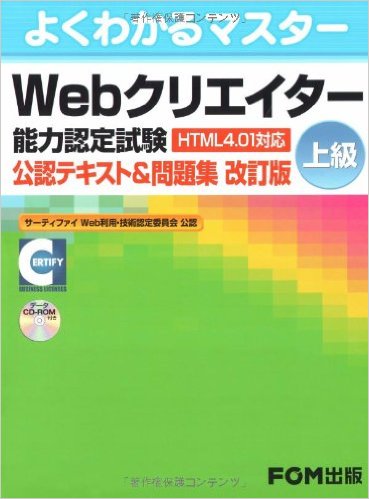 「著作権保護コンテンツ」
よくわかるマスター
Webクリエイター
能力認定試験 HTML4.01対応
上級
公認テキスト&問題集 改訂版
サーティファイ Web利用・技術認定委員会 公認
CERTIFY
BUSINESS LICENSES
データ
CD-ROM
付き
FOM出版
「著作権保護コンテンツ」